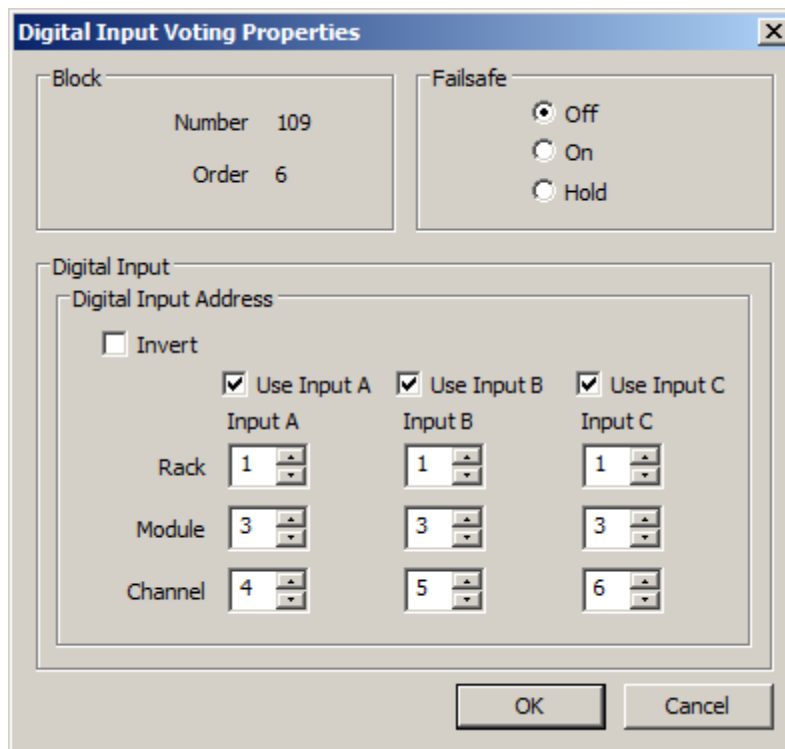 Digital Input Voting Properties
Block
Number 109
Order 6
Failsafe
Off
On
Hold
Digital Input
Digital Input Address
Invert
Use Input A Use Input B Use Input C
Input A Input B Input C
Rack 1 1 1
Module 3 3 3
Channel 4 5 6
OK Cancel